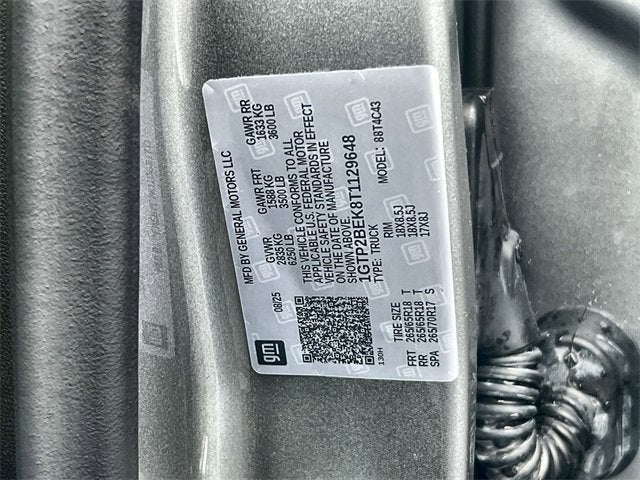 gm
MFD BY GENERAL MOTORS LLC
08/25 GVWR GAWR FRT GAWR RR
2835 KG 1588 KG 1633 KG
6250 LB 3500 LB 3600 LB
THIS VEHICLE CONFORMS TO ALL
APPLICABLE U.S. FEDERAL MOTOR
VEHICLE SAFETY, STANDARDS IN EFFECT
ON THE DATE OF MANUFACTURE
SHOWN ABOVE.
1GTP2BEK8T1129648
TYPE: TRUCK MODEL: 88T4C43
130H
TIRE SIZE RIM
FRT 265/65R18 T 18X8.5J
RR 265/65R18 T 18X8.5J
SPA 265/70R17 S 17X8J